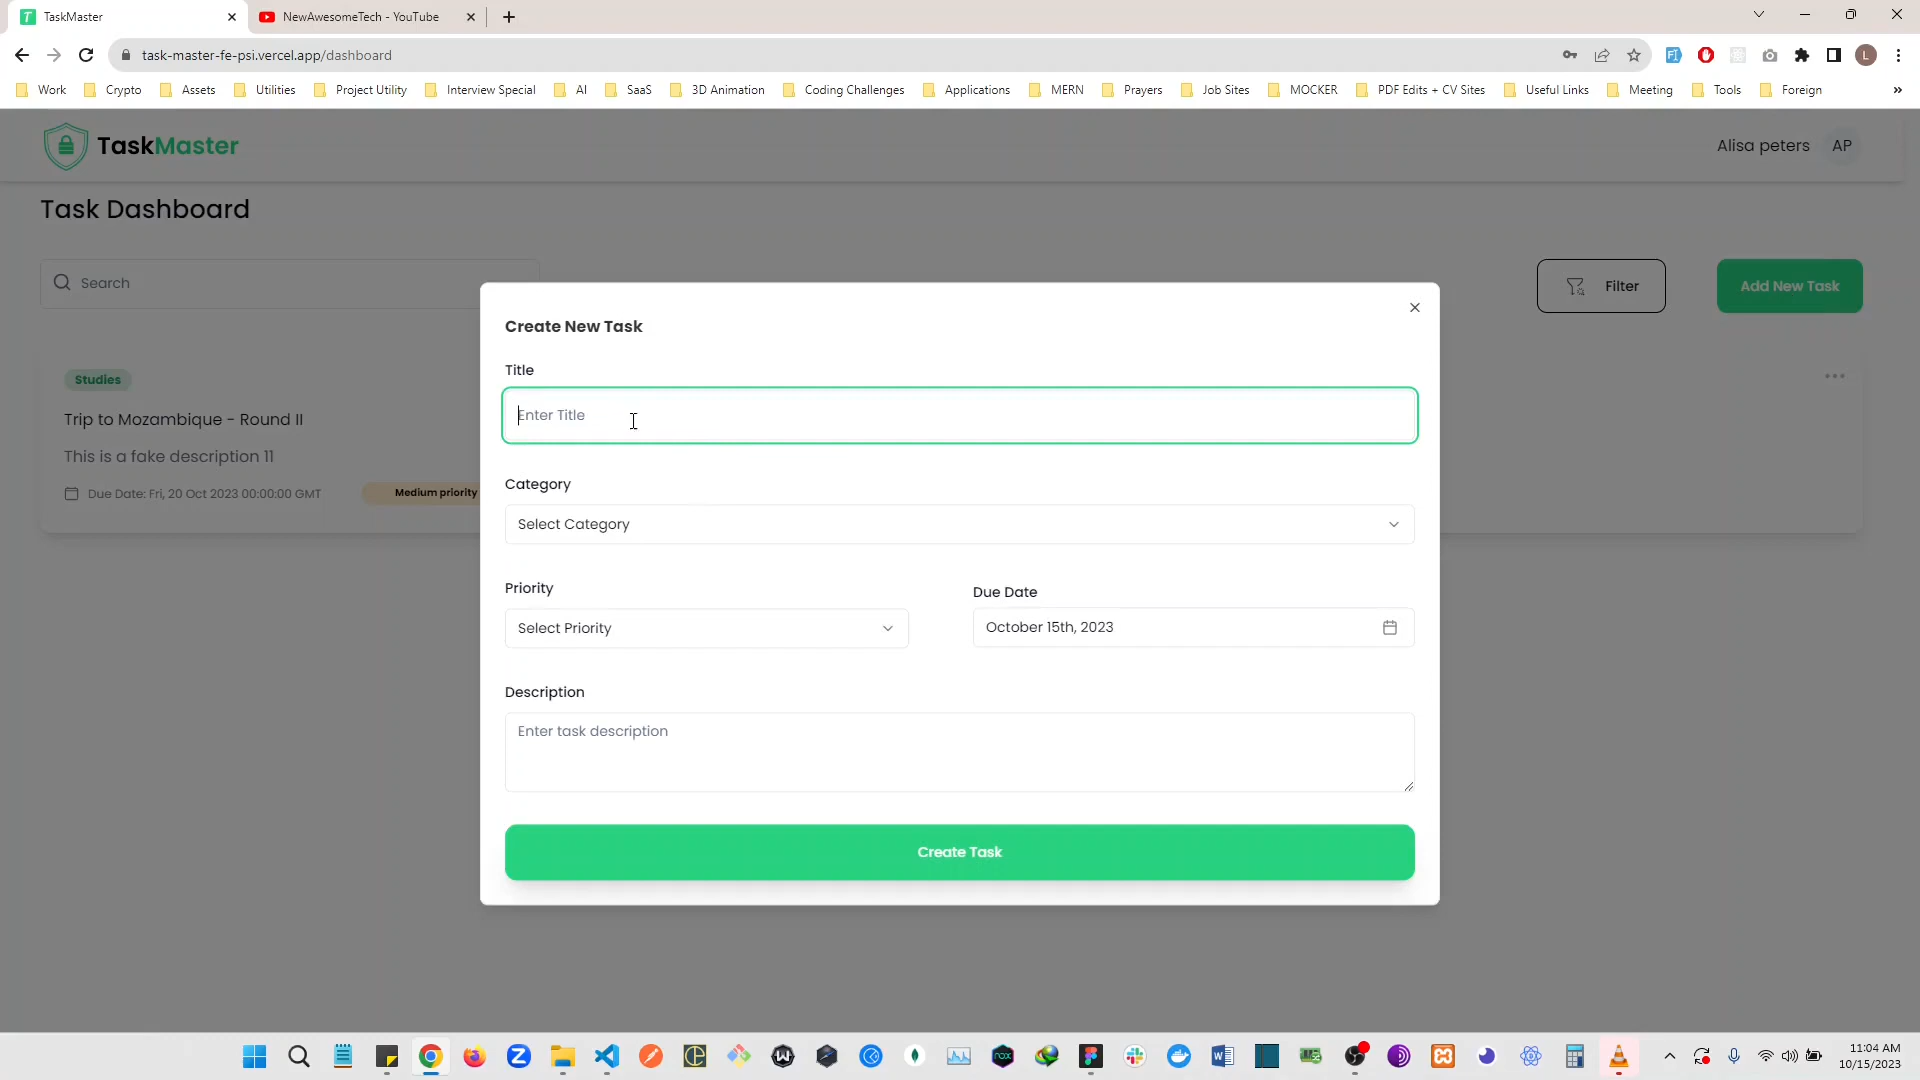 TaskMaster
NewAwesomeTech - YouTube
task-master-fe-psi.vercel.app/dashboard
L
Work
Crypto
Assets
Utilities
Project Utility
Interview Special
AI
SaaS
3D Animation
Coding Challenges
Applications
MERN
Prayers
Job Sites
MOCKER
PDF Edits + CV Sites
Useful Links
Meeting
Tools
Foreign
»
TaskMaster
Alisa peters
AP
Task Dashboard
Search
Filter
Add New Task
Studies
Trip to Mozambique - Round II
This is a fake description 11
Due Date: Fri, 20 Oct 2023 00:00:00 GMT
Medium priority
Create New Task
Title
Enter Title
Category
Select Category
Priority
Select Priority
Due Date
October 15th, 2023
Description
Enter task description
Create Task
11:04 AM
10/15/2023